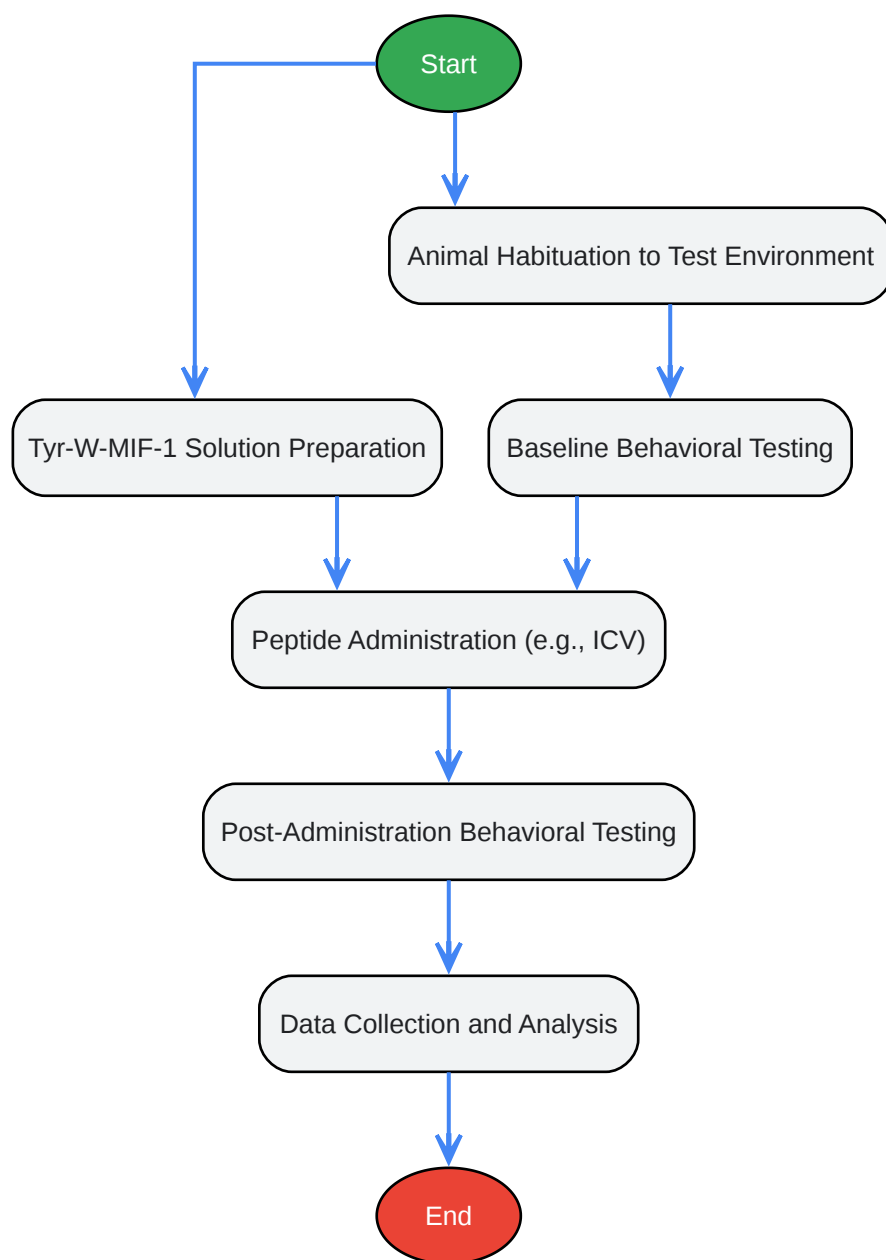 Start
Animal Habituation to Test Environment
Tyr-W-MIF-1 Solution Preparation
Baseline Behavioral Testing
Peptide Administration (e.g., ICV)
Post-Administration Behavioral Testing
Data Collection and Analysis
End